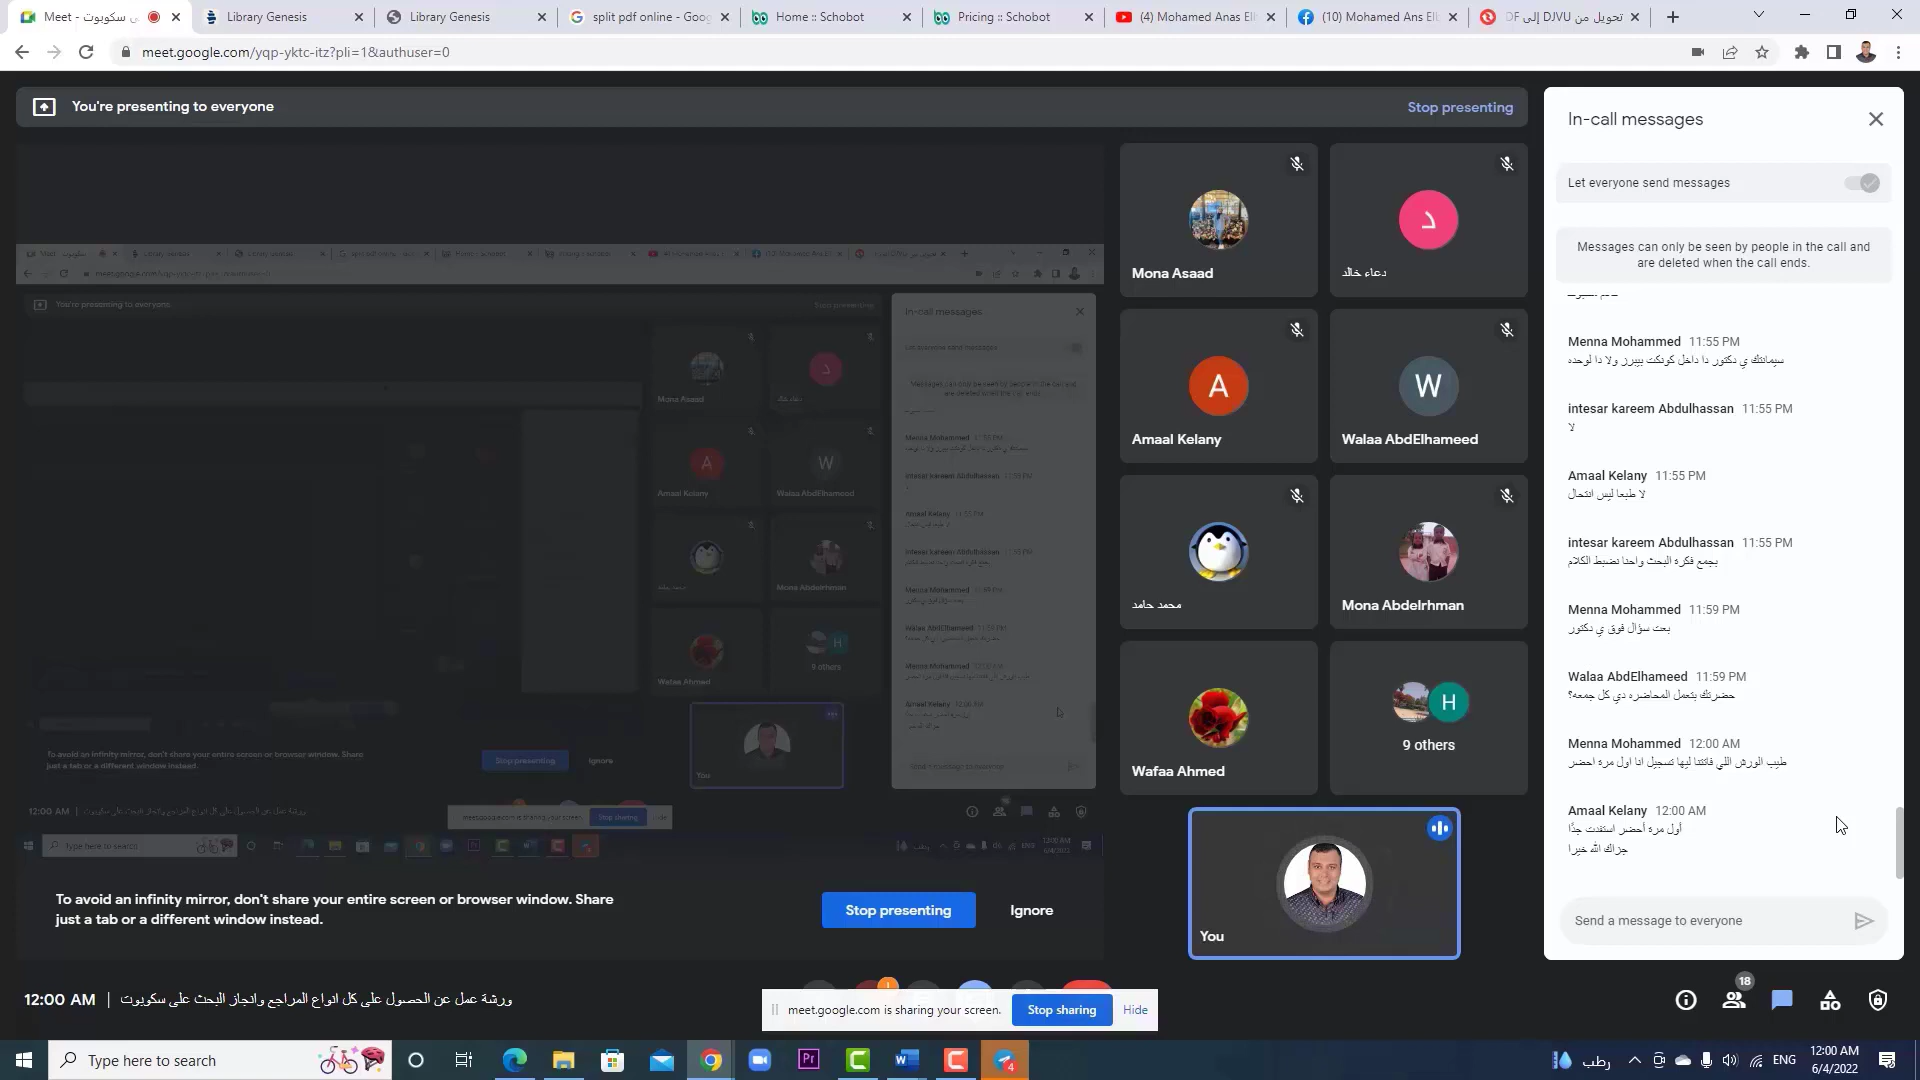 Meet - ى سكوبوت
Library Genesis
Library Genesis
split pdf online - Goog
Home :: Schobot
Pricing :: Schobot
(4) Mohamed Anas El
(10) Mohamed Ans El
تحويل من DJVU إلى DF
meet.google.com/yqp-yktc-itz?pli=1&authuser=0
You're presenting to everyone
Stop presenting
Mona Asaad
دعاء خالد
Amaal Kelany
Walaa AbdElhameed
محمد حامد
Mona Abdelrhman
Wafaa Ahmed
9 others
You
A
W
د
H
In-call messages
Let everyone send messages
Messages can only be seen by people in the call and
are deleted when the call ends.
Menna Mohammed 11:55 PM
سيمانتك ي دكتور دا داخل كونكت بيبرز ولا دا لوحده
intesar kareem Abdulhassan 11:55 PM
لا
Amaal Kelany 11:55 PM
لا طبعا ليس انتحال
intesar kareem Abdulhassan 11:55 PM
بجمع فكرة البحث واحنا نضبط الكلام
Menna Mohammed 11:59 PM
بعت سؤال فوق ي دكتور
Walaa AbdElhameed 11:59 PM
حضرتك بتعمل المحاضره دي كل جمعه؟
Menna Mohammed 12:00 AM
طيب الورش اللي فاتتنا ليها تسجيل انا اول مرة احضر
Amaal Kelany 12:00 AM
أول مرة أحضر استفدت جدًا
جزاك الله خيرا
Send a message to everyone
To avoid an infinity mirror, don't share your entire screen or browser window. Share
just a tab or a different window instead.
Stop presenting
Ignore
12:00 AM | ورشة عمل عن الحصول على كل انواع المراجع وانجاز البحث على سكوبوت
1
meet.google.com is sharing your screen.
Stop sharing
Hide
18
Type here to search
Pr
4
رطب
ENG
12:00 AM
6/4/2022